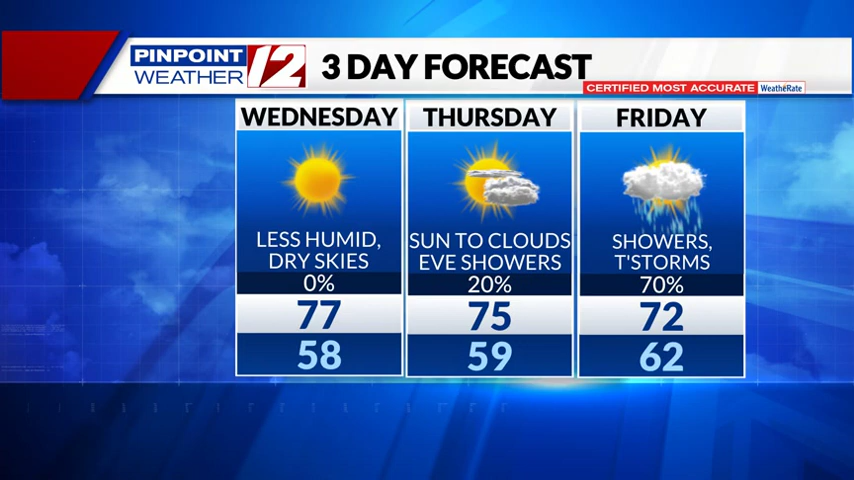 PINPOINT
WEATHER 12
3 DAY FORECAST
CERTIFIED MOST ACCURATE WeatheRate
WEDNESDAY THURSDAY FRIDAY
LESS HUMID, SUN TO CLOUDS SHOWERS,
DRY SKIES EVE SHOWERS T'STORMS
0% 20% 70%
77 75 72
58 59 62